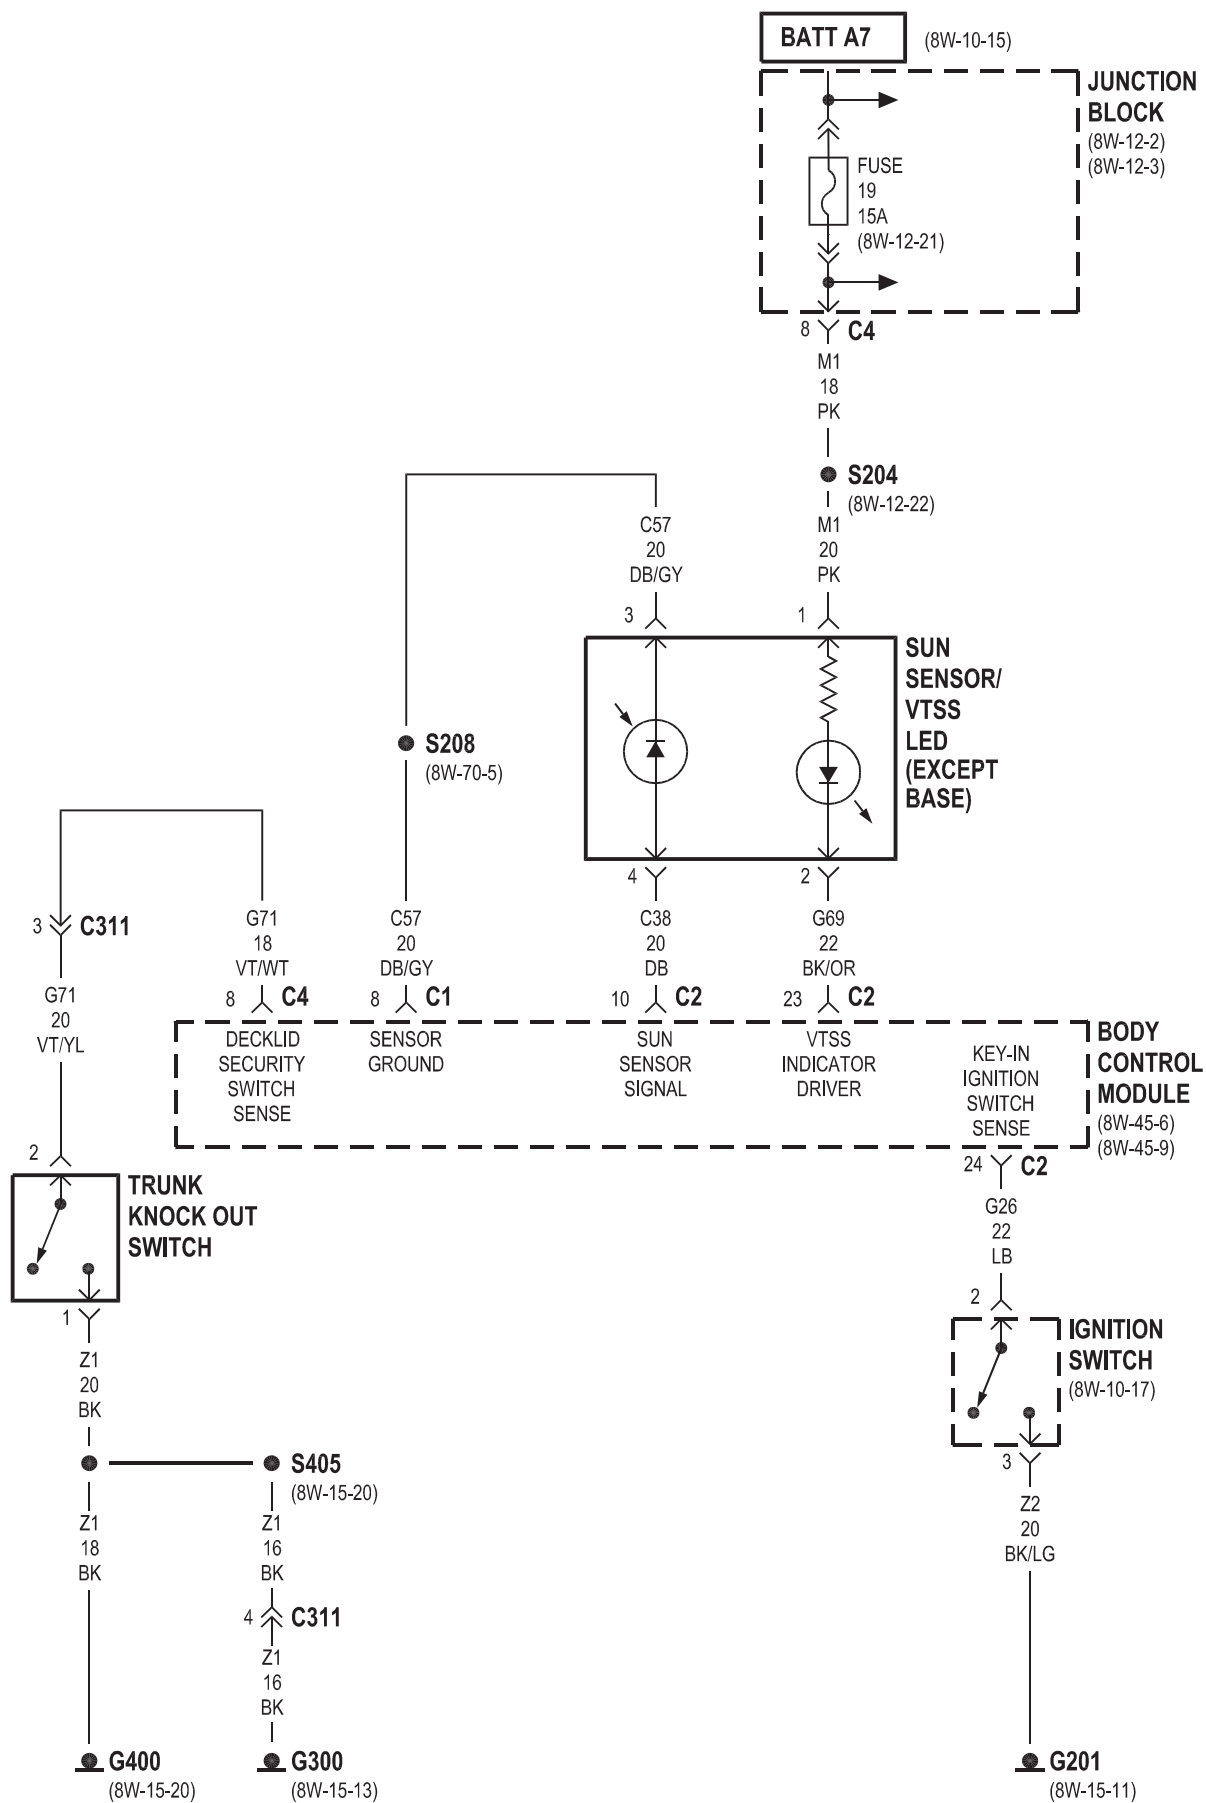 BATT A7
(8W-10-15)
JUNCTION
BLOCK
(8W-12-2)
(8W-12-3)
FUSE
19
15A
(8W-12-21)
8
C4
M1
18
PK
S204
(8W-12-22)
C57
20
DB/GY
M1
20
PK
3
1
SUN
SENSOR/
VTSS
LED
(EXCEPT
BASE)
S208
(8W-70-5)
4
2
3
C311
G71
18
VT/WT
C57
20
DB/GY
C38
20
DB
G69
22
BK/OR
8
C4
8
C1
10
C2
23
C2
G71
20
VT/YL
DECKLID
SECURITY
SWITCH
SENSE
SENSOR
GROUND
SUN
SENSOR
SIGNAL
VTSS
INDICATOR
DRIVER
KEY-IN
IGNITION
SWITCH
SENSE
BODY
CONTROL
MODULE
(8W-45-6)
(8W-45-9)
2
TRUNK
KNOCK OUT
SWITCH
24
C2
G26
22
LB
1
2
IGNITION
SWITCH
(8W-10-17)
Z1
20
BK
3
S405
(8W-15-20)
Z2
20
BK/LG
Z1
18
BK
Z1
16
BK
4
C311
Z1
16
BK
G400
(8W-15-20)
G300
(8W-15-13)
G201
(8W-15-11)